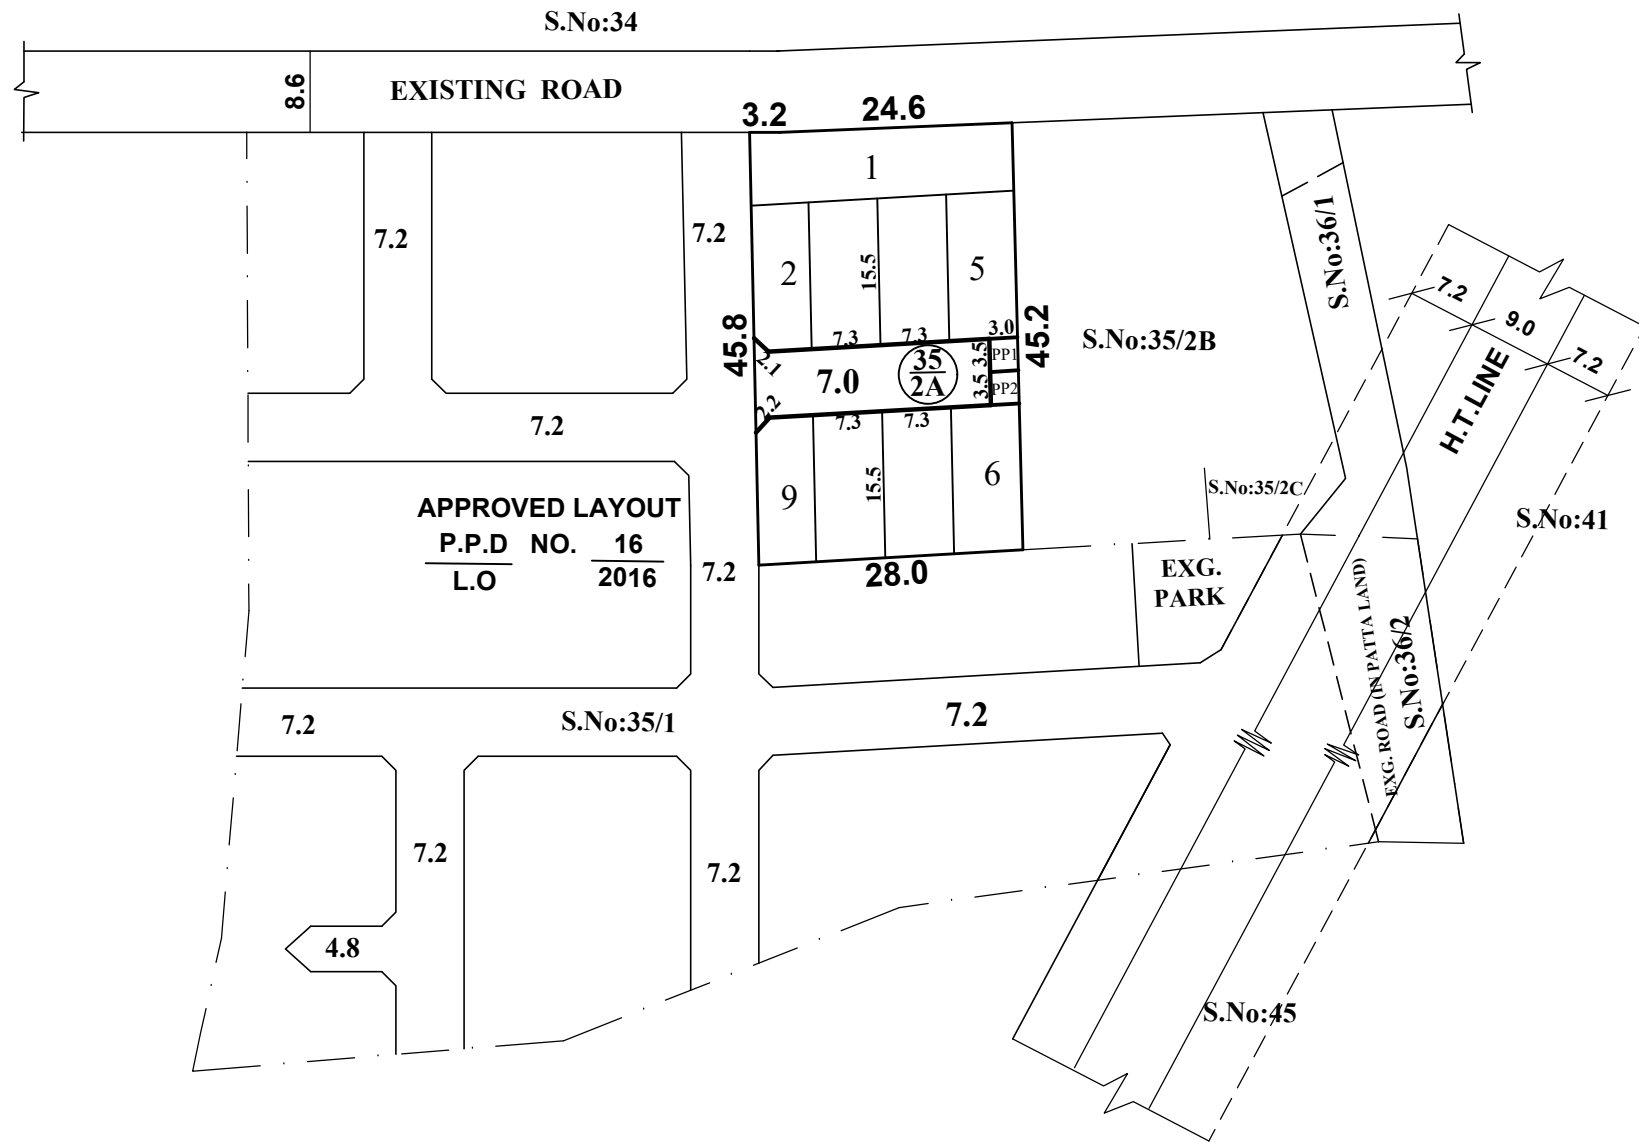 S.No:34
EXISTING ROAD
8.6
3.2
24.6
1
7.2
7.2
2
15.5
5
S.No:36/1
7.2
9.0
7.2
H.T.LINE
45.8
7.3
7.3
3.0
45.2
S.No:35/2B
2.1
7.0
35
2A
3.5
PP1
3.5
PP2
2.2
7.3
7.3
7.2
9
15.5
6
S.No:35/2C
S.No:41
APPROVED LAYOUT
P.P.D NO. 16
L.O 2016
7.2
28.0
EXG.
PARK
EXG. ROAD (IN PATTA LAND)
S.No:36/2
7.2
S.No:35/1
7.2
7.2
7.2
4.8
S.No:45